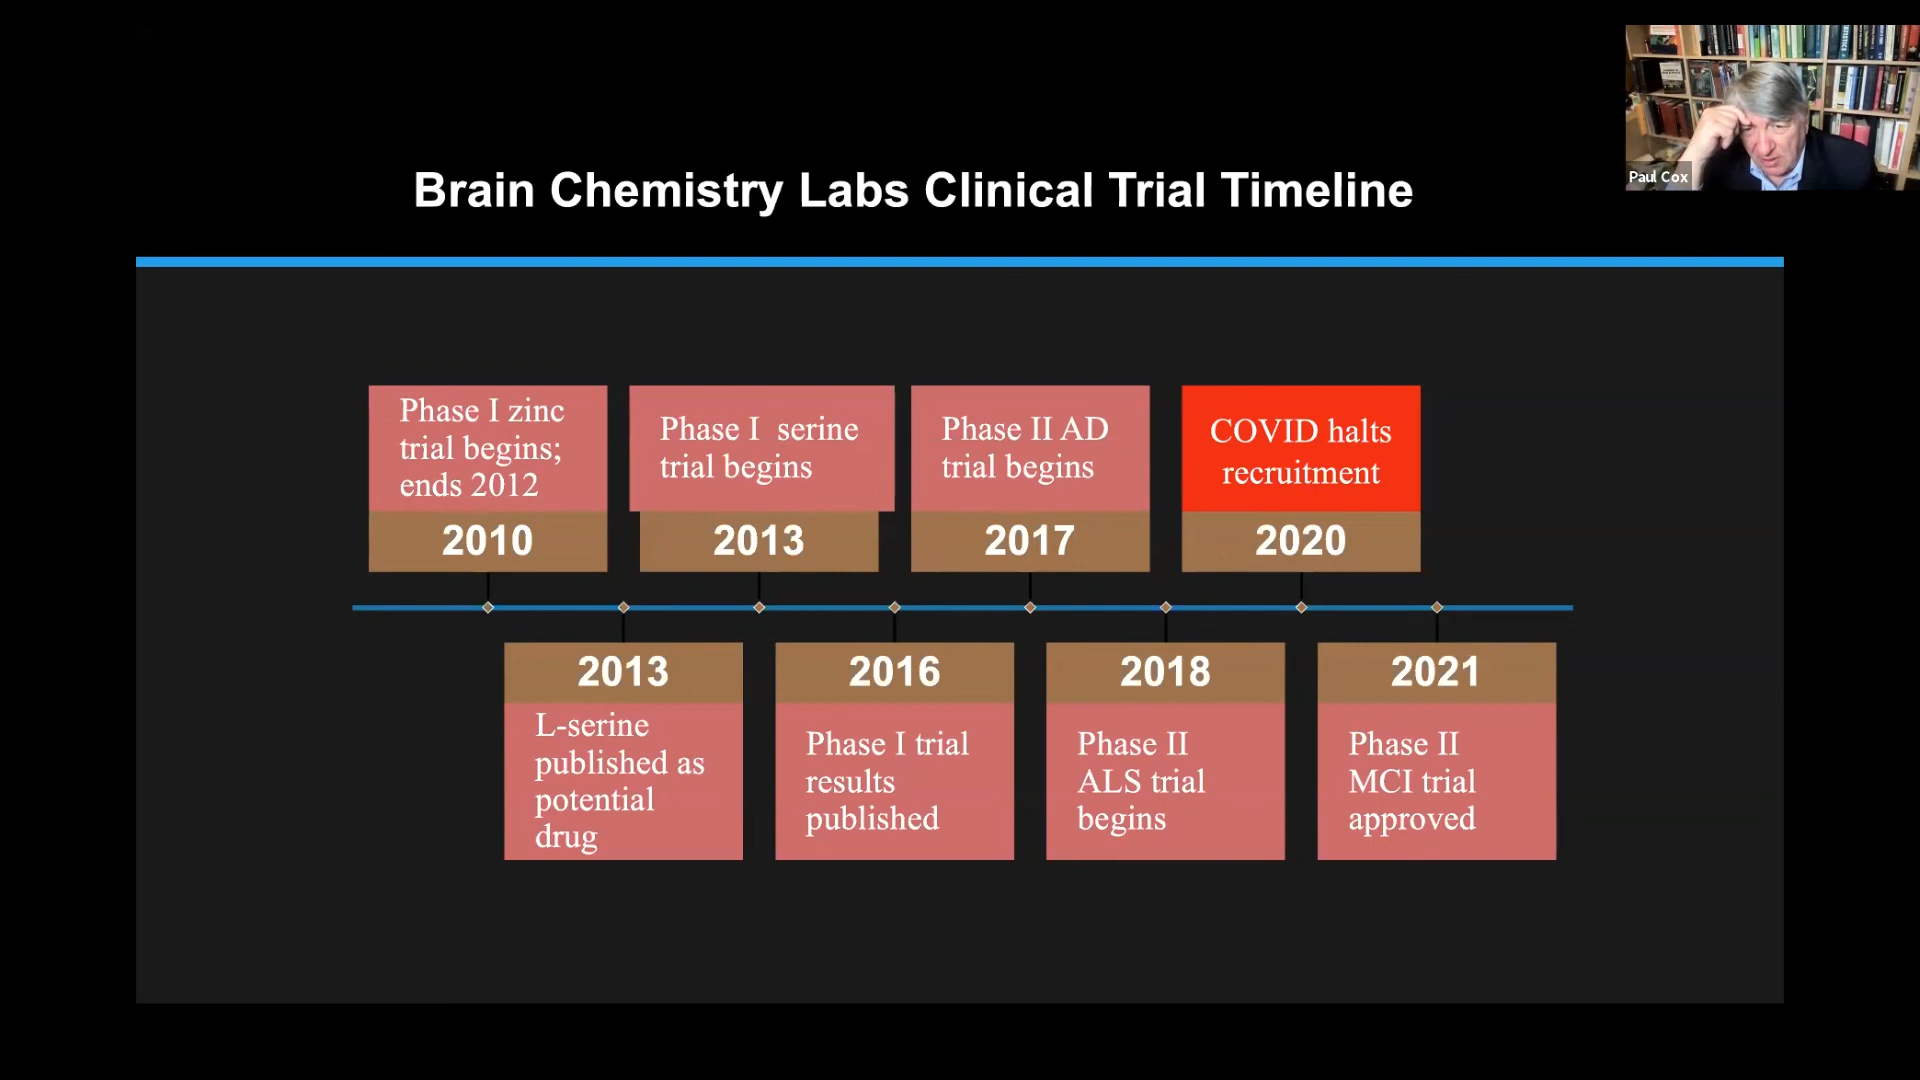 Paul Cox
Brain Chemistry Labs Clinical Trial Timeline
Phase I zinc
trial begins;
ends 2012
2010
Phase I serine
trial begins
2013
Phase II AD
trial begins
2017
COVID halts
recruitment
2020
2013
L-serine
published as
potential
drug
2016
Phase I trial
results
published
2018
Phase II
ALS trial
begins
2021
Phase II
MCI trial
approved